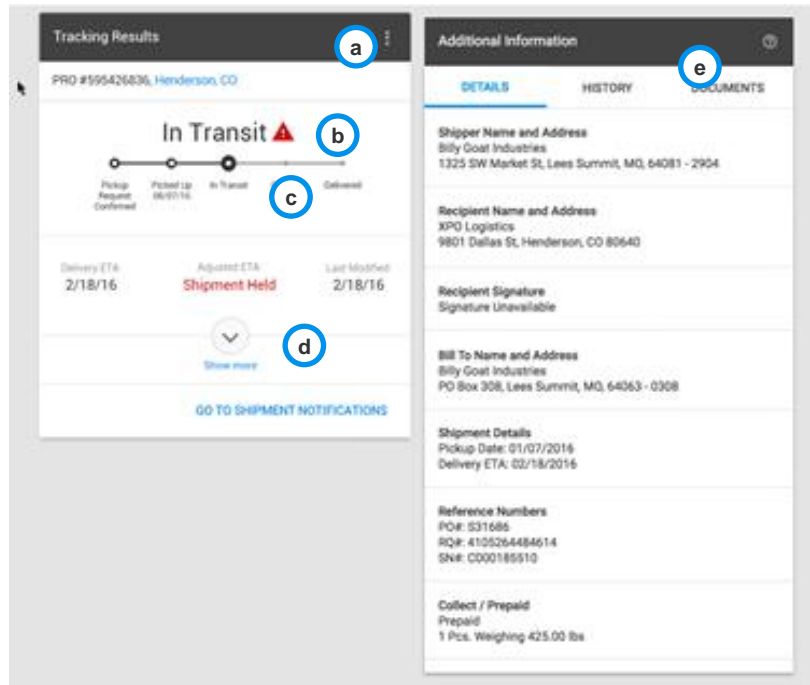 Tracking Results
a
PRO #595426836, Henderson, CO
In Transit
b
Pickup Request Confirmed
Picked Up 06/07/16
In Transit
c
Delivered
Delivery ETA
2/18/16
Adjusted ETA
Shipment Held
Last Modified
2/18/16
d
Show more
GO TO SHIPMENT NOTIFICATIONS
Additional Information
e
DETAILS HISTORY DOCUMENTS
Shipper Name and Address
Billy Goat Industries
1325 SW Market St, Lees Summit, MO, 64081 - 2904
Recipient Name and Address
XPO Logistics
9801 Dallas St, Henderson, CO 80640
Recipient Signature
Signature Unavailable
Bill To Name and Address
Billy Goat Industries
PO Box 308, Lees Summit, MO, 64063 - 0308
Shipment Details
Pickup Date: 01/07/2016
Delivery ETA: 02/18/2016
Reference Numbers
PO#: S31686
RQ#: 4105264484614
SN#: CD00185510
Collect / Prepaid
Prepaid
1 Pcs. Weighing 425.00 lbs